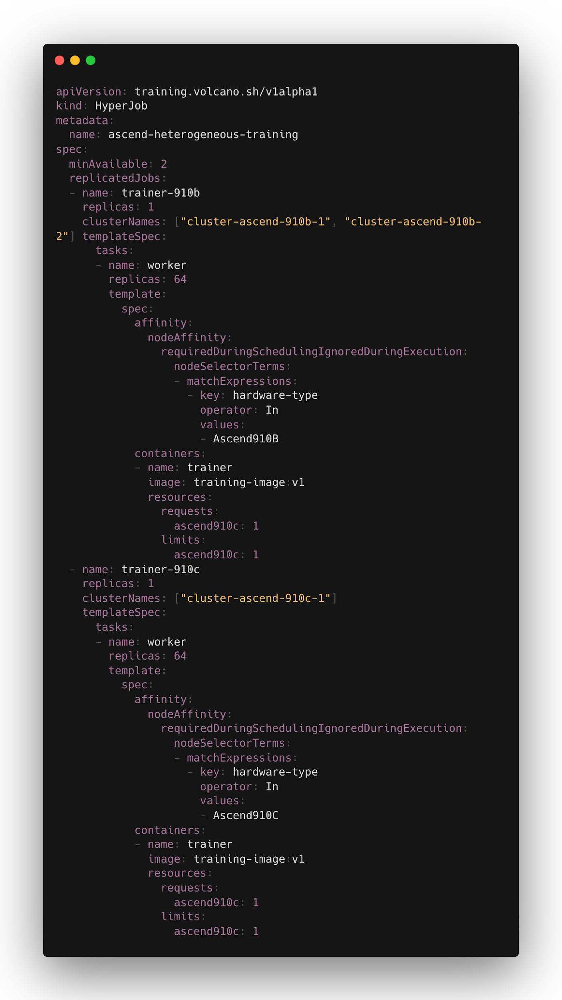 apiVersion: training.volcano.sh/v1alpha1
kind: HyperJob
metadata:
  name: ascend-heterogeneous-training
spec:
  minAvailable: 2
  replicatedJobs:
  - name: trainer-910b
    replicas: 1
    clusterNames: ["cluster-ascend-910b-1", "cluster-ascend-910b-
2"] templateSpec:
      tasks:
      - name: worker
        replicas: 64
        template:
          spec:
            affinity:
              nodeAffinity:
                requiredDuringSchedulingIgnoredDuringExecution:
                  nodeSelectorTerms:
                  - matchExpressions:
                    - key: hardware-type
                      operator: In
                      values:
                      - Ascend910B
            containers:
            - name: trainer
              image: training-image:v1
              resources:
                requests:
                  ascend910c: 1
                limits:
                  ascend910c: 1
  - name: trainer-910c
    replicas: 1
    clusterNames: ["cluster-ascend-910c-1"]
    templateSpec:
      tasks:
      - name: worker
        replicas: 64
        template:
          spec:
            affinity:
              nodeAffinity:
                requiredDuringSchedulingIgnoredDuringExecution:
                  nodeSelectorTerms:
                  - matchExpressions:
                    - key: hardware-type
                      operator: In
                      values:
                      - Ascend910C
            containers:
            - name: trainer
              image: training-image:v1
              resources:
                requests:
                  ascend910c: 1
                limits:
                  ascend910c: 1